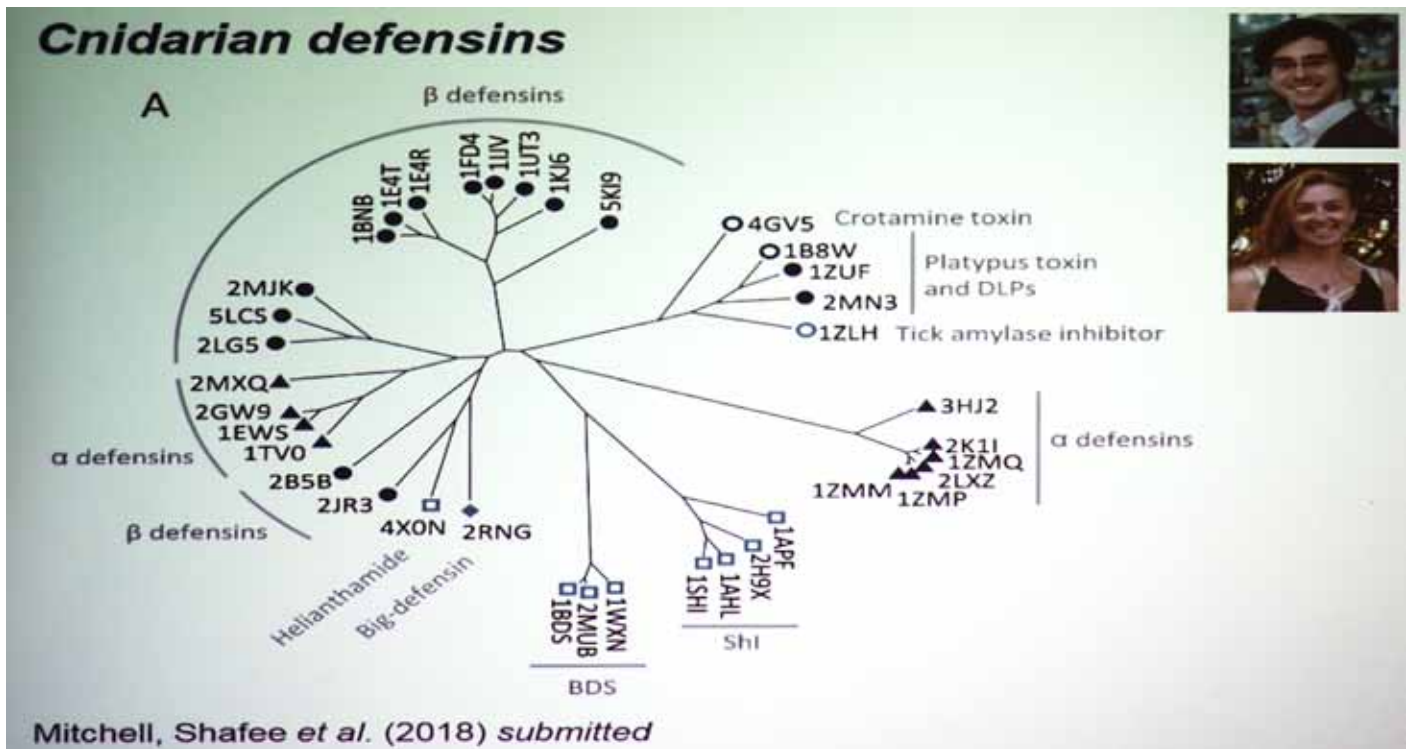 Cnidarian defensins
A
β defensins
1BNB
1E4T
1E4R
1FD4
1IJV
1UT3
1KJ6
5KI9
4GV5
Crotamine toxin
1B8W
1ZUF
2MN3
Platypus toxin
and DLPs
1ZLH
Tick amylase inhibitor
2MJK
5LCS
2LG5
2MXQ
2GW9
1EWS
1TV0
α defensins
2B5B
2JR3
β defensins
4X0N
Helianthamide
2RNG
Big-defensin
3HJ2
2K1I
1ZMQ
2LXZ
1ZMP
1ZMM
α defensins
1BDS
2MUB
1WXN
BDS
1SHI
1AHL
2H9X
1APF
ShI
Mitchell, Shafee et al. (2018) submitted